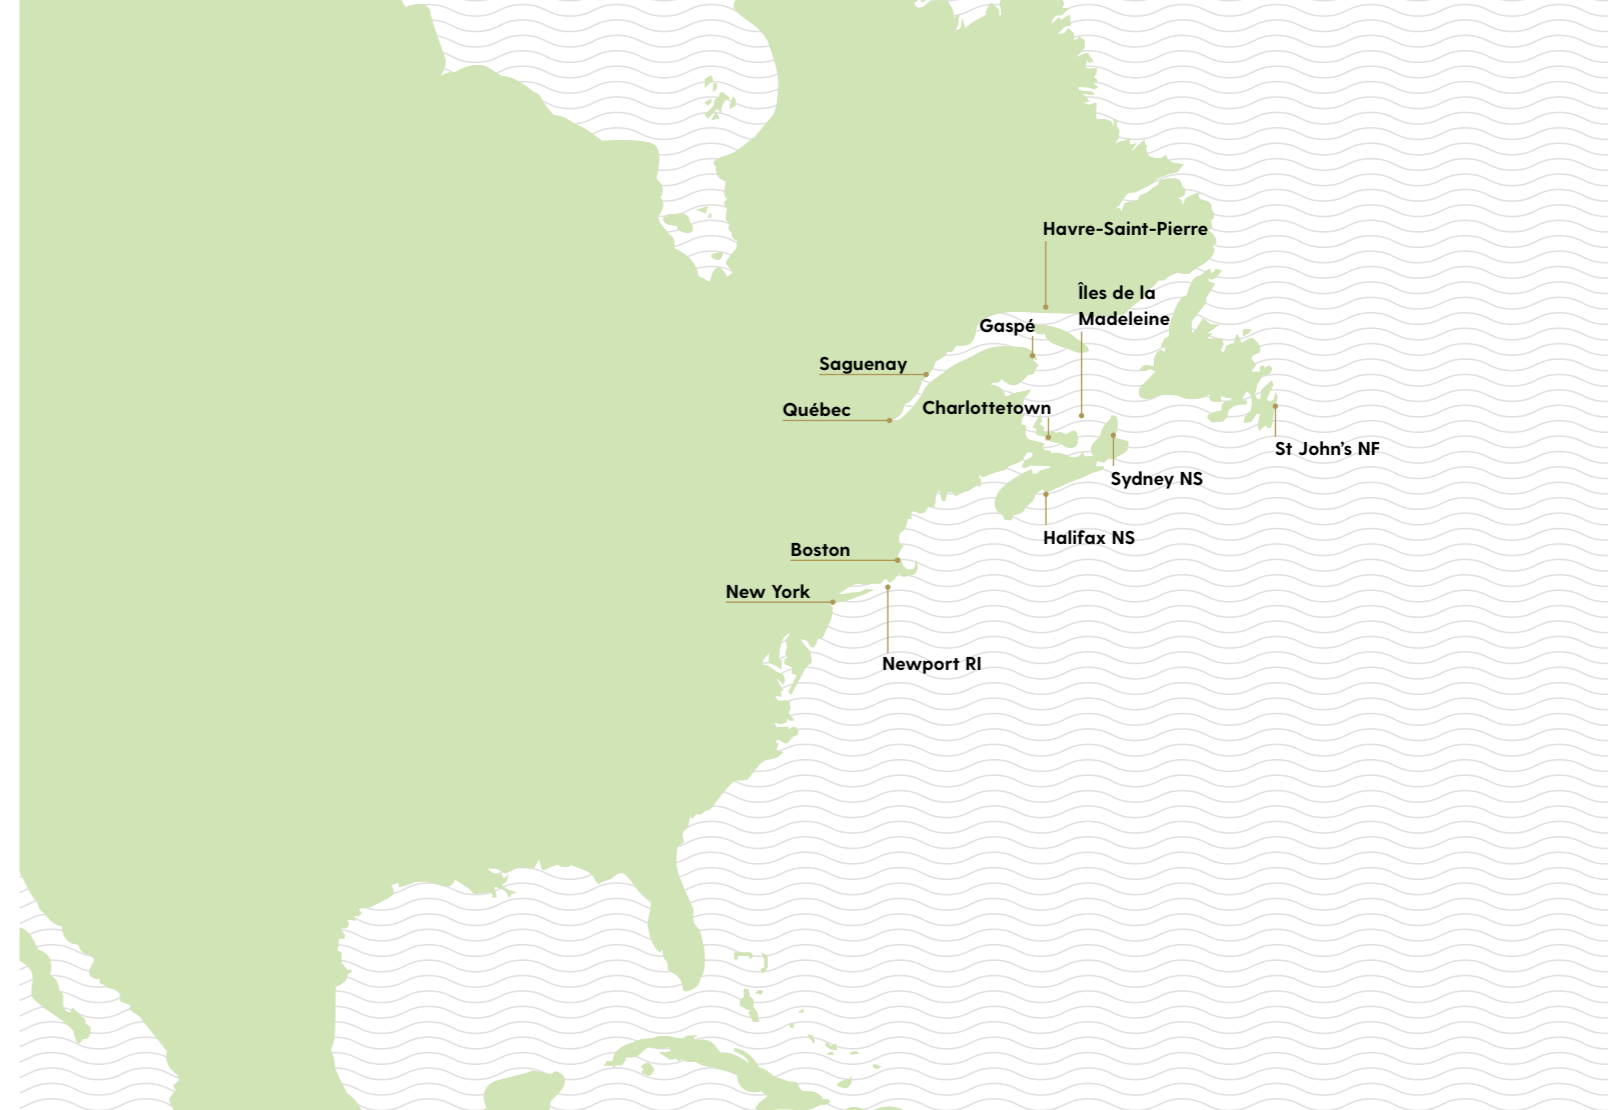 Havre-Saint-Pierre
Îles de la
Madeleine
Gaspé
Saguenay
Québec
Charlottetown
St John’s NF
Sydney NS
Halifax NS
Boston
New York
Newport RI